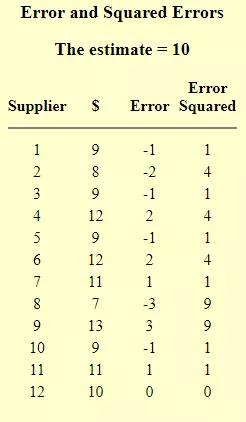 Error and Squared Errors
The estimate = 10
Error
Supplier $ Error Squared
1 9 -1 1
2 8 -2 4
3 9 -1 1
4 12 2 4
5 9 -1 1
6 12 2 4
7 11 1 1
8 7 -3 9
9 13 3 9
10 9 -1 1
11 11 1 1
12 10 0 0